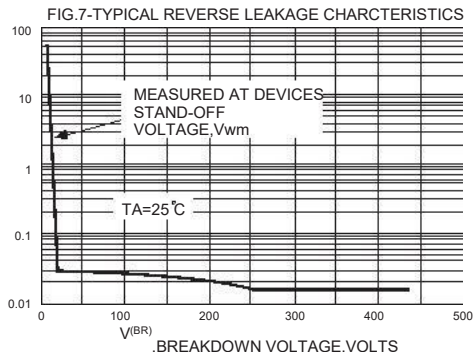 FIG.7-TYPICAL REVERSE LEAKAGE CHARCTERISTICS
100
10
1
0.1
0.01
MEASURED AT DEVICES
STAND-OFF
VOLTAGE,Vwm
TA=25°C
0 100 200 300 400 500
V(BR)
.BREAKDOWN VOLTAGE.VOLTS